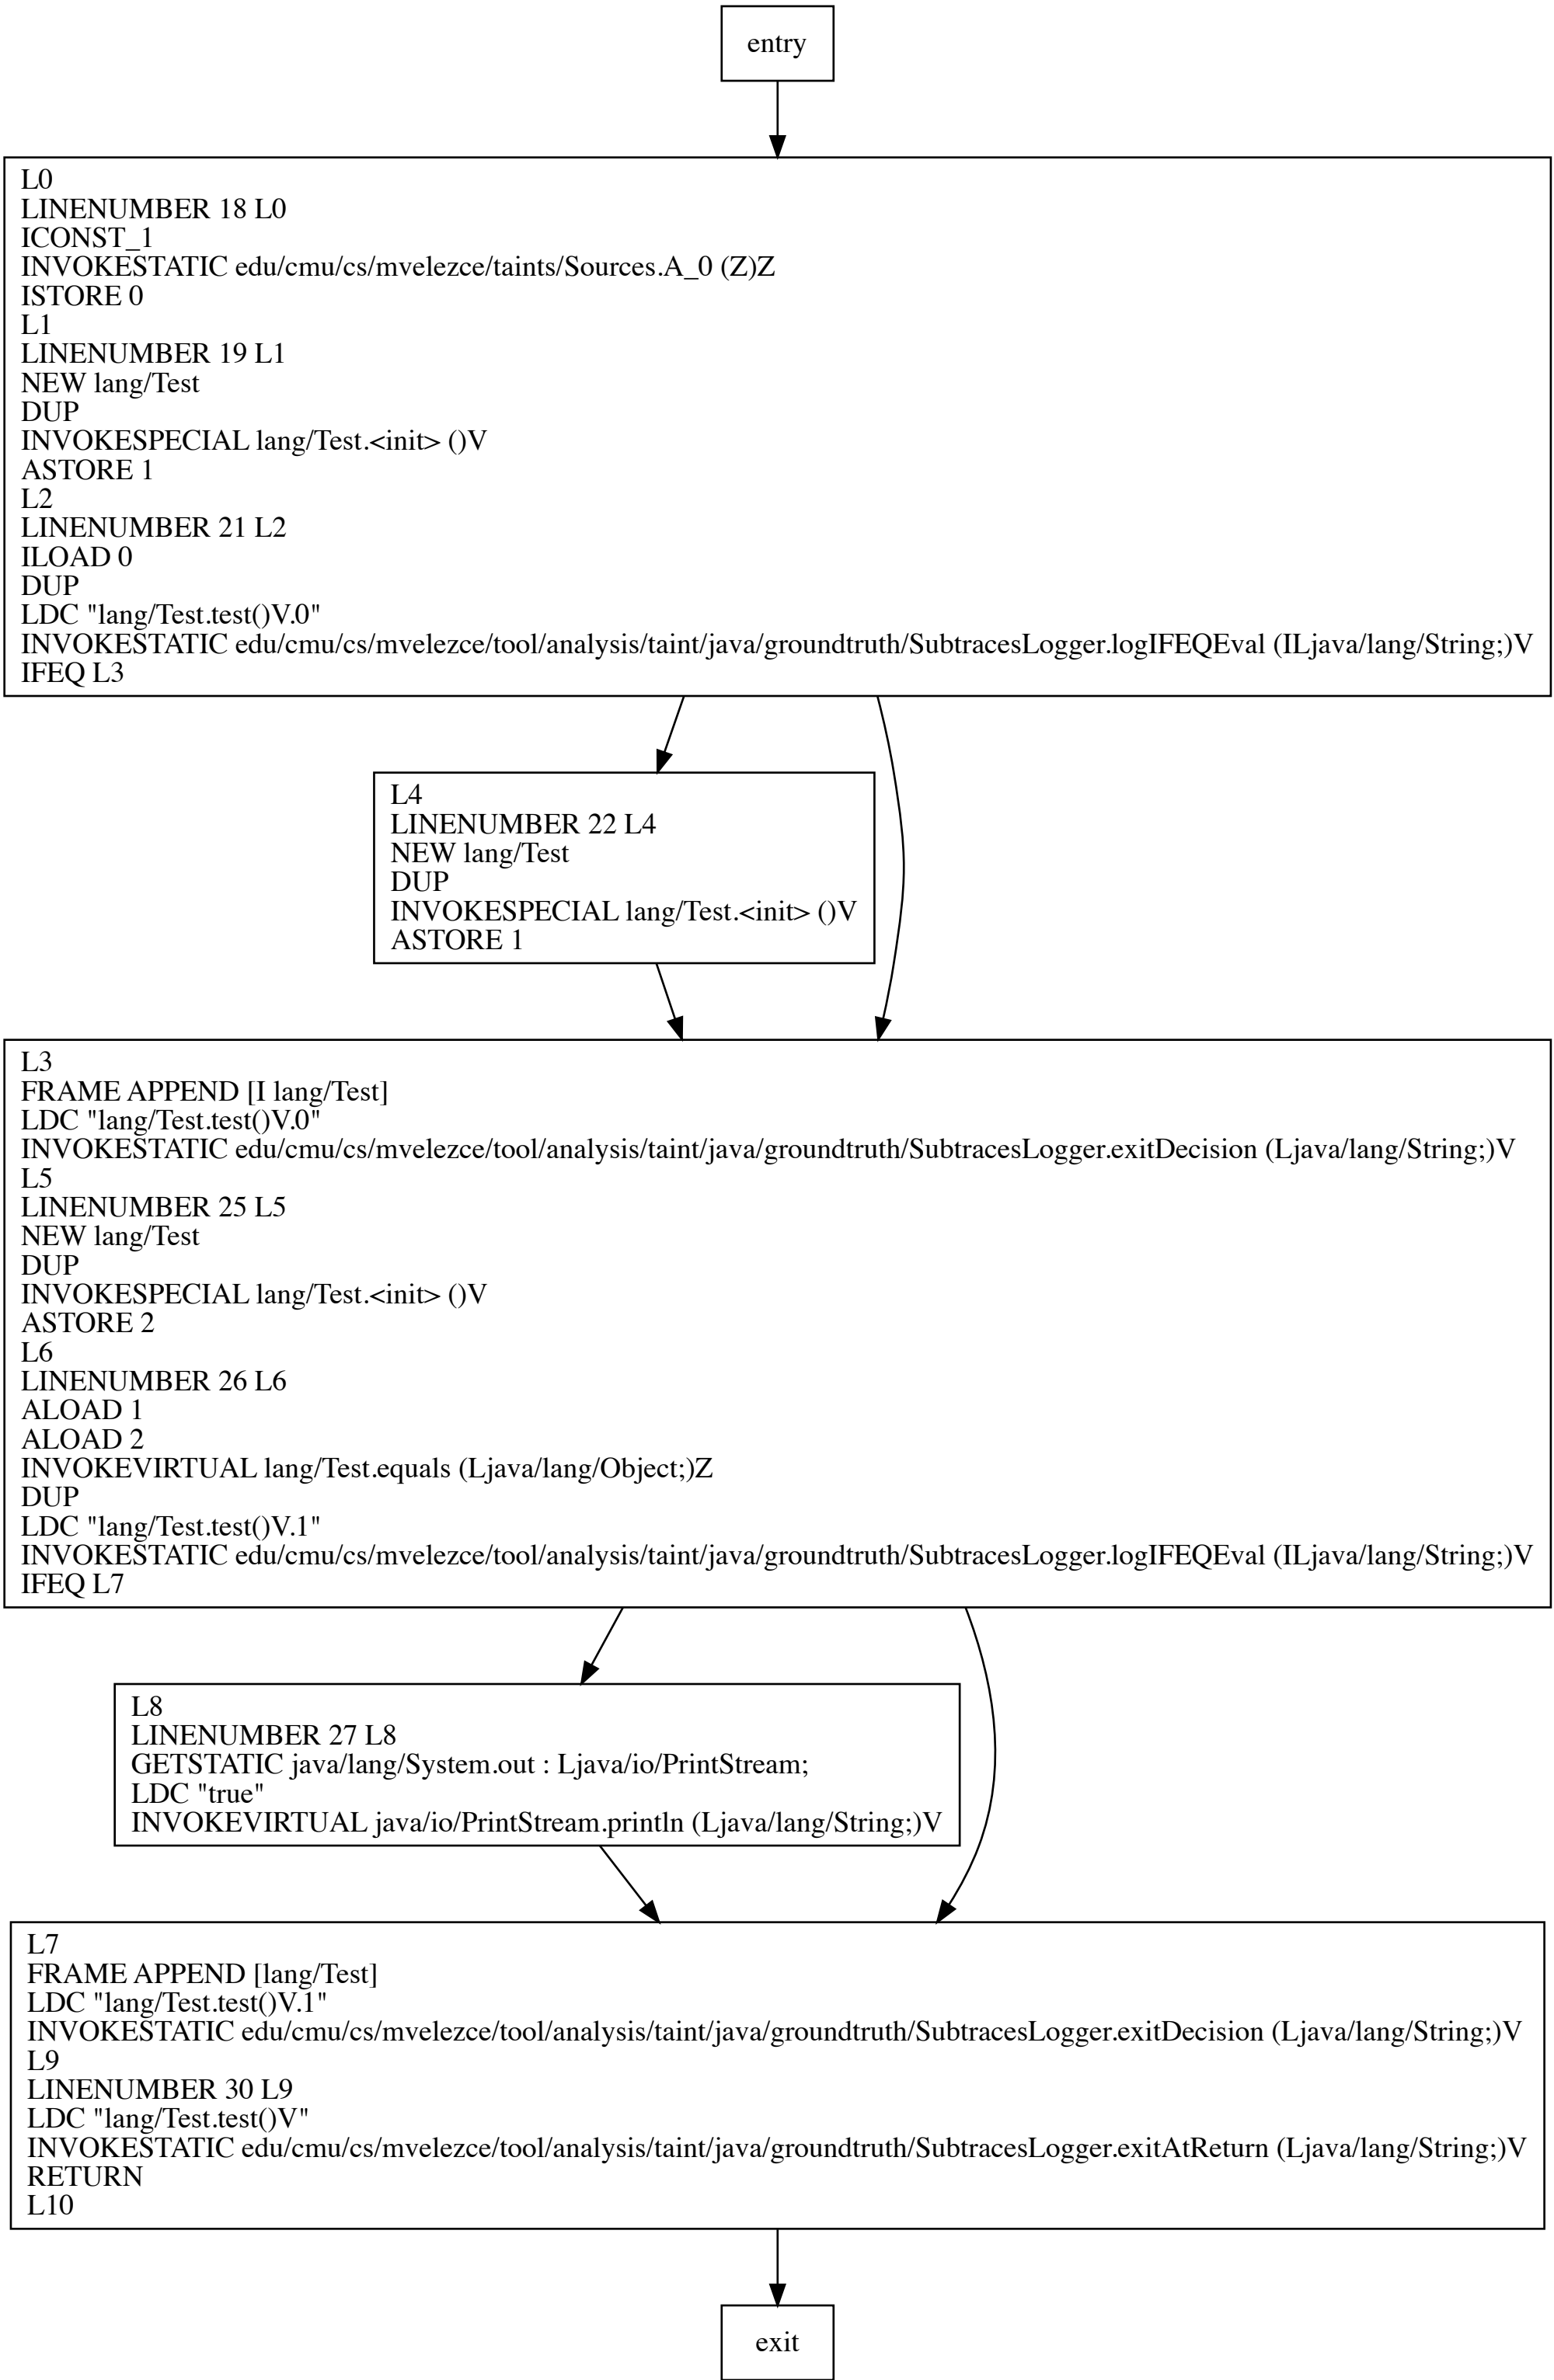 entry
L0
LINENUMBER 18 L0
ICONST_1
INVOKESTATIC edu/cmu/cs/mvelezce/taints/Sources.A_0 (Z)Z
ISTORE 0
L1
LINENUMBER 19 L1
NEW lang/Test
DUP
INVOKESPECIAL lang/Test.<init> ()V
ASTORE 1
L2
LINENUMBER 21 L2
ILOAD 0
DUP
LDC "lang/Test.test()V.0"
INVOKESTATIC edu/cmu/cs/mvelezce/tool/analysis/taint/java/groundtruth/SubtracesLogger.logIFEQEval (ILjava/lang/String;)V
IFEQ L3
L4
LINENUMBER 22 L4
NEW lang/Test
DUP
INVOKESPECIAL lang/Test.<init> ()V
ASTORE 1
L3
FRAME APPEND [I lang/Test]
LDC "lang/Test.test()V.0"
INVOKESTATIC edu/cmu/cs/mvelezce/tool/analysis/taint/java/groundtruth/SubtracesLogger.exitDecision (Ljava/lang/String;)V
L5
LINENUMBER 25 L5
NEW lang/Test
DUP
INVOKESPECIAL lang/Test.<init> ()V
ASTORE 2
L6
LINENUMBER 26 L6
ALOAD 1
ALOAD 2
INVOKEVIRTUAL lang/Test.equals (Ljava/lang/Object;)Z
DUP
LDC "lang/Test.test()V.1"
INVOKESTATIC edu/cmu/cs/mvelezce/tool/analysis/taint/java/groundtruth/SubtracesLogger.logIFEQEval (ILjava/lang/String;)V
IFEQ L7
L8
LINENUMBER 27 L8
GETSTATIC java/lang/System.out : Ljava/io/PrintStream;
LDC "true"
INVOKEVIRTUAL java/io/PrintStream.println (Ljava/lang/String;)V
L7
FRAME APPEND [lang/Test]
LDC "lang/Test.test()V.1"
INVOKESTATIC edu/cmu/cs/mvelezce/tool/analysis/taint/java/groundtruth/SubtracesLogger.exitDecision (Ljava/lang/String;)V
L9
LINENUMBER 30 L9
LDC "lang/Test.test()V"
INVOKESTATIC edu/cmu/cs/mvelezce/tool/analysis/taint/java/groundtruth/SubtracesLogger.exitAtReturn (Ljava/lang/String;)V
RETURN
L10
exit